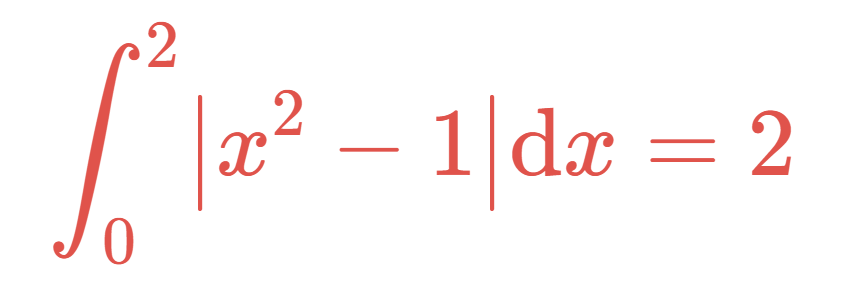 ∫₀² |x² − 1| dx = 2